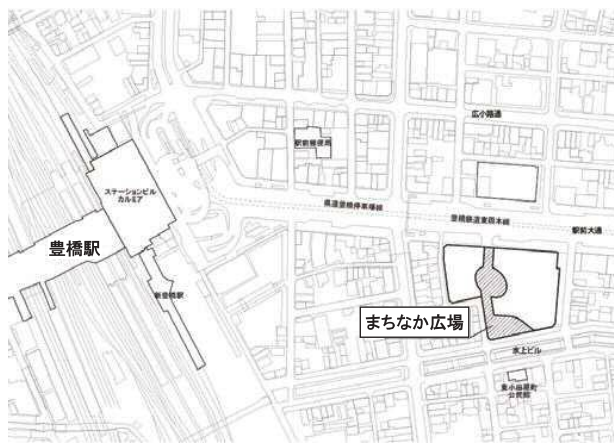 広小路通
駅前郵便局
ステーションビル
カルミア
県道豊橋停車場線
豊橋鉄道東田本線
駅前大通
豊橋駅
新豊橋駅
まちなか広場
水上ビル
東小田原町
公民館